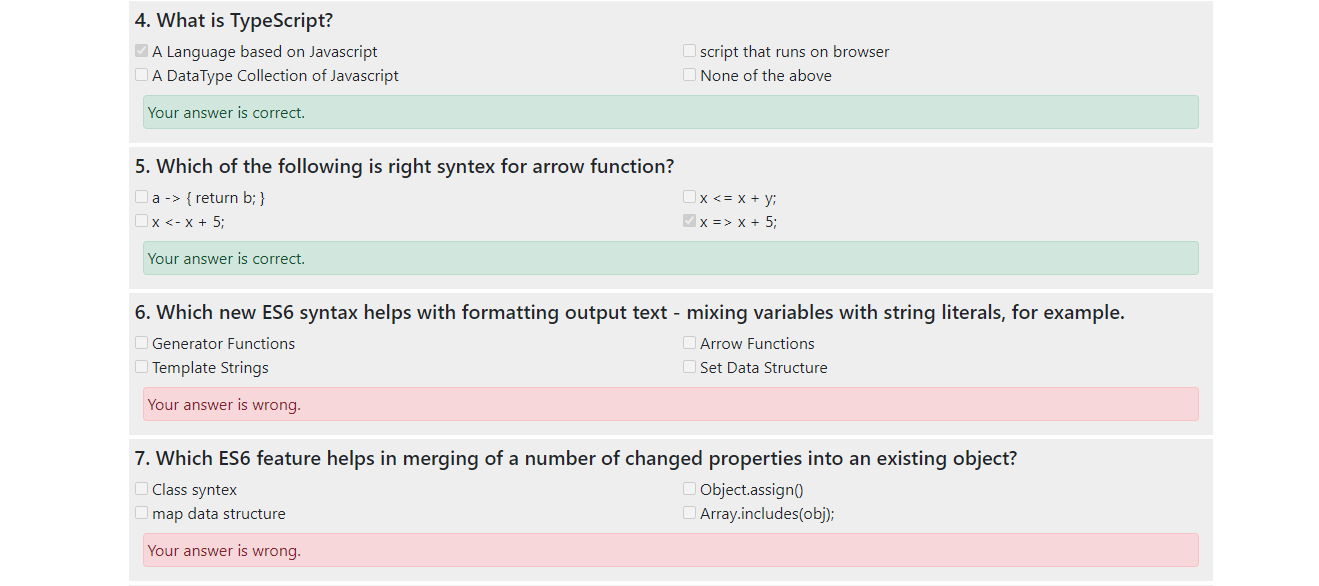 4. What is TypeScript?
A Language based on Javascript
script that runs on browser
A DataType Collection of Javascript
None of the above
Your answer is correct.
5. Which of the following is right syntex for arrow function?
a -> { return b; }
x <= x + y;
x <- x + 5;
x => x + 5;
Your answer is correct.
6. Which new ES6 syntax helps with formatting output text - mixing variables with string literals, for example.
Generator Functions
Arrow Functions
Template Strings
Set Data Structure
Your answer is wrong.
7. Which ES6 feature helps in merging of a number of changed properties into an existing object?
Class syntex
Object.assign()
map data structure
Array.includes(obj);
Your answer is wrong.